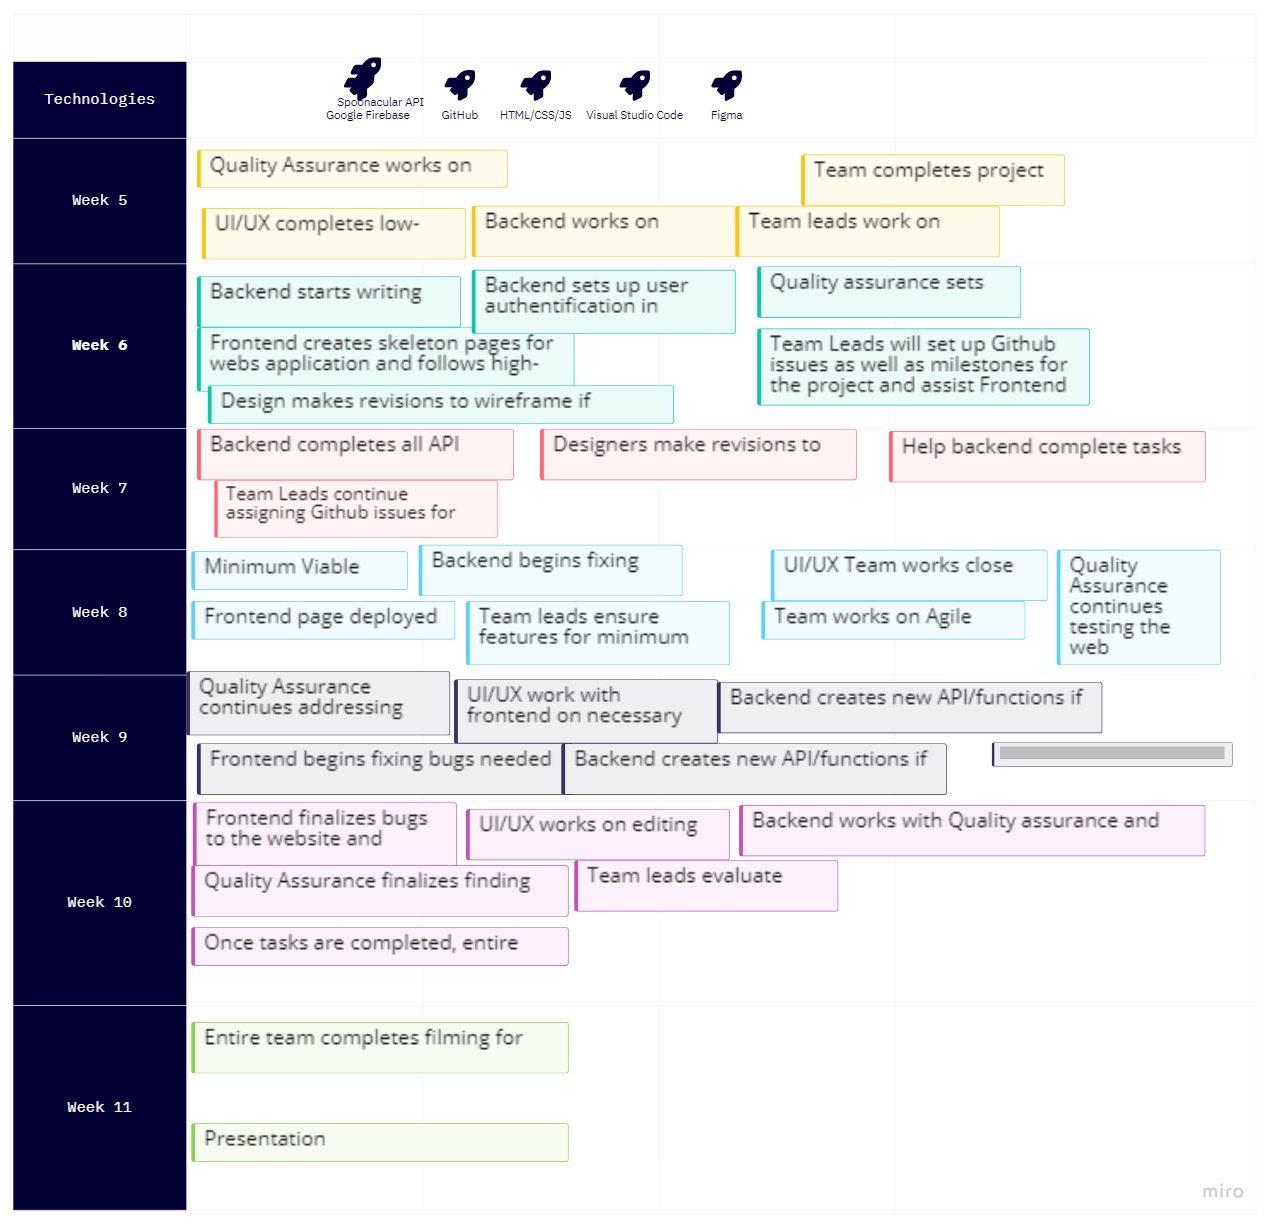 Technologies
Spoonacular API
Google Firebase
GitHub
HTML/CSS/JS
Visual Studio Code
Figma
Week 5
Quality Assurance works on
Team completes project
UI/UX completes low-
Backend works on
Team leads work on
Week 6
Backend starts writing
Backend sets up user
authentification in
Quality assurance sets
Frontend creates skeleton pages for
webs application and follows high-
Team Leads will set up Github
issues as well as milestones for
the project and assist Frontend
Design makes revisions to wireframe if
Week 7
Backend completes all API
Designers make revisions to
Help backend complete tasks
Team Leads continue
assigning Github issues for
Week 8
Minimum Viable
Backend begins fixing
UI/UX Team works close
Quality
Assurance
continues
testing the
web
Frontend page deployed
Team leads ensure
features for minimum
Team works on Agile
Week 9
Quality Assurance
continues addressing
UI/UX work with
frontend on necessary
Backend creates new API/functions if
Frontend begins fixing bugs needed
Backend creates new API/functions if
Week 10
Frontend finalizes bugs
to the website and
UI/UX works on editing
Backend works with Quality assurance and
Quality Assurance finalizes finding
Team leads evaluate
Once tasks are completed, entire
Week 11
Entire team completes filming for
Presentation
miro